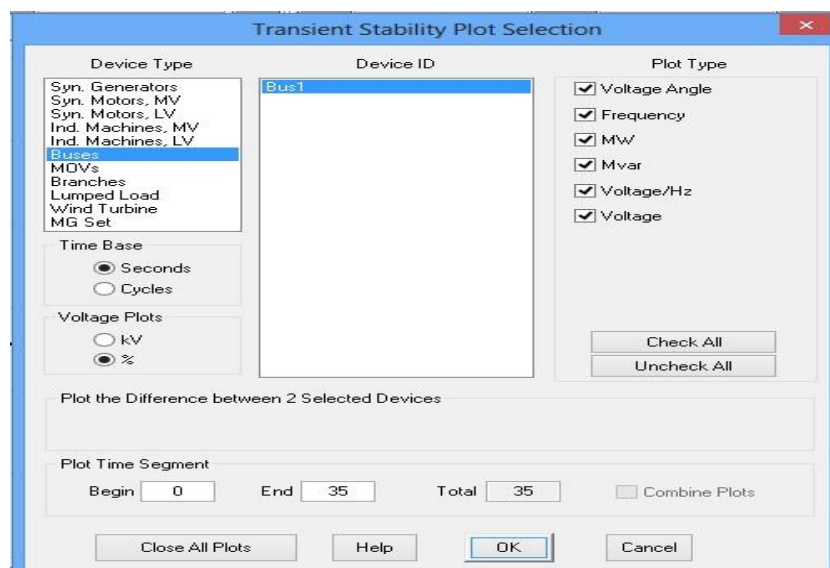 Transient Stability Plot Selection
Device Type
Syn. Generators
Syn. Motors, MV
Syn. Motors, LV
Ind. Machines, MV
Ind. Machines, LV
Buses
MOVs
Branches
Lumped Load
Wind Turbine
MG Set
Device ID
Bus1
Plot Type
Voltage Angle
Frequency
MW
Mvar
Voltage/Hz
Voltage
Time Base
Seconds
Cycles
Voltage Plots
kV
%
Check All
Uncheck All
Plot the Difference between 2 Selected Devices
Plot Time Segment
Begin 0 End 35 Total 35 Combine Plots
Close All Plots Help OK Cancel